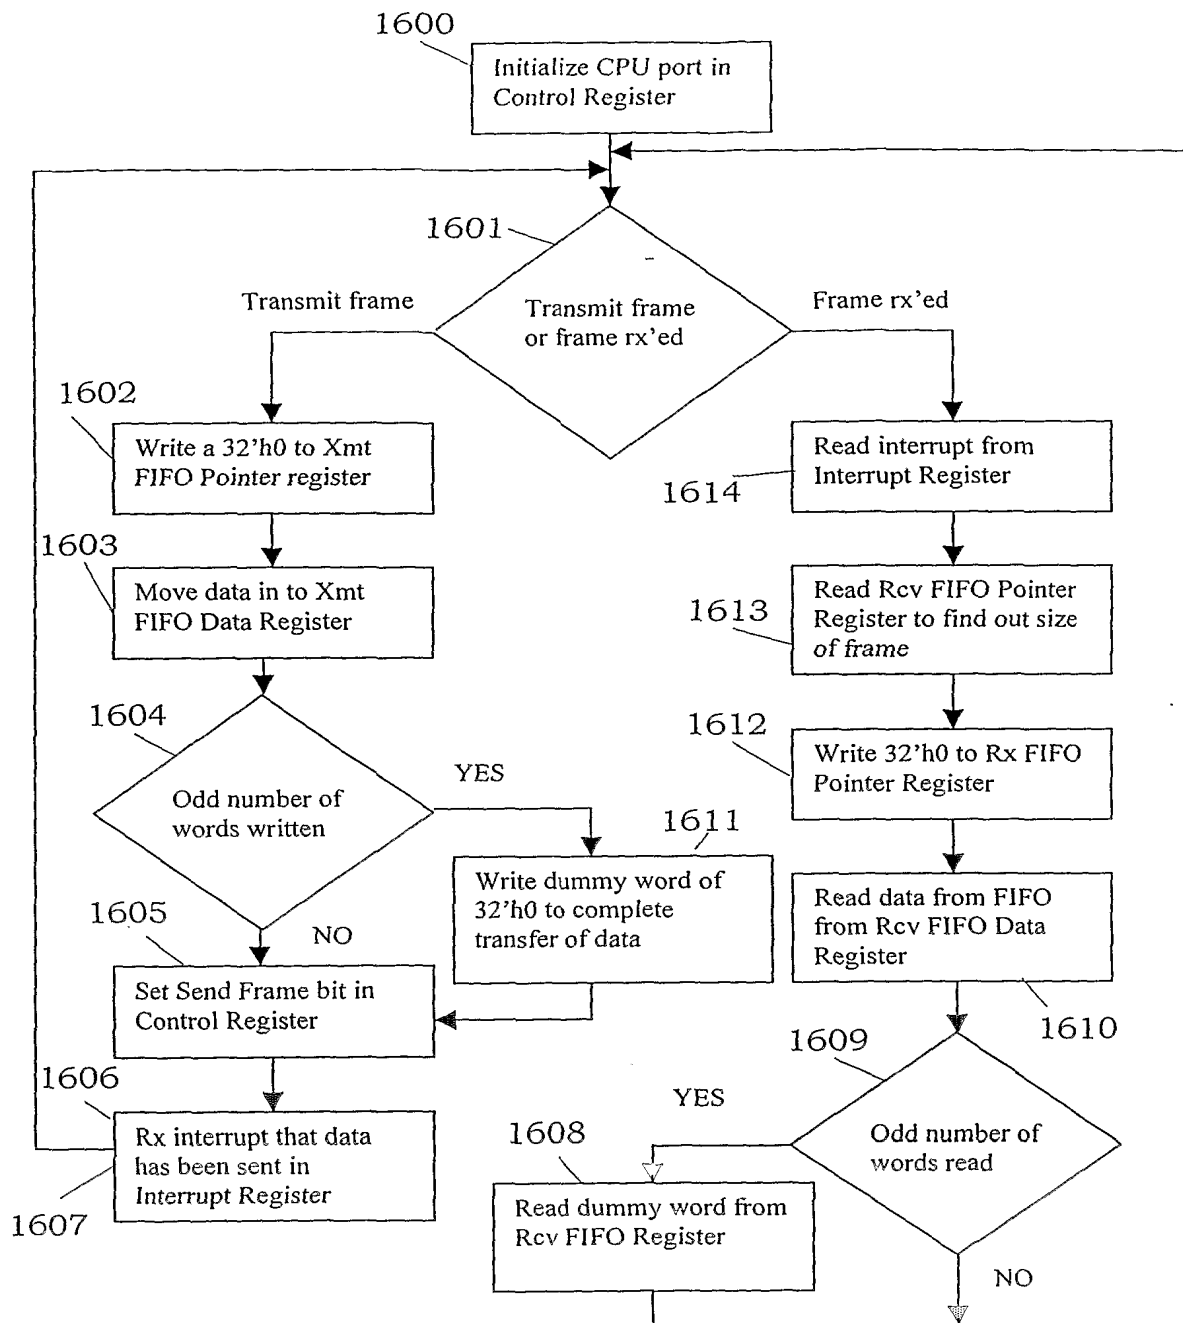 1600
Initialize CPU port in
Control Register
1601
Transmit frame
Transmit frame
or frame rx'ed
Frame rx'ed
1602
Write a 32'h0 to Xmt
FIFO Pointer register
Read interrupt from
Interrupt Register
1614
1603
Move data in to Xmt
FIFO Data Register
Read Rcv FIFO Pointer
Register to find out size
of frame
1613
1604
Odd number of
words written
YES
1612
Write 32'h0 to Rx FIFO
Pointer Register
1611
Write dummy word of
32'h0 to complete
transfer of data
Read data from FIFO
from Rcv FIFO Data
Register
1610
1605
NO
Set Send Frame bit in
Control Register
1609
Odd number of
words read
YES
1606
Rx interrupt that data
has been sent in
Interrupt Register
1607
1608
Read dummy word from
Rcv FIFO Register
NO